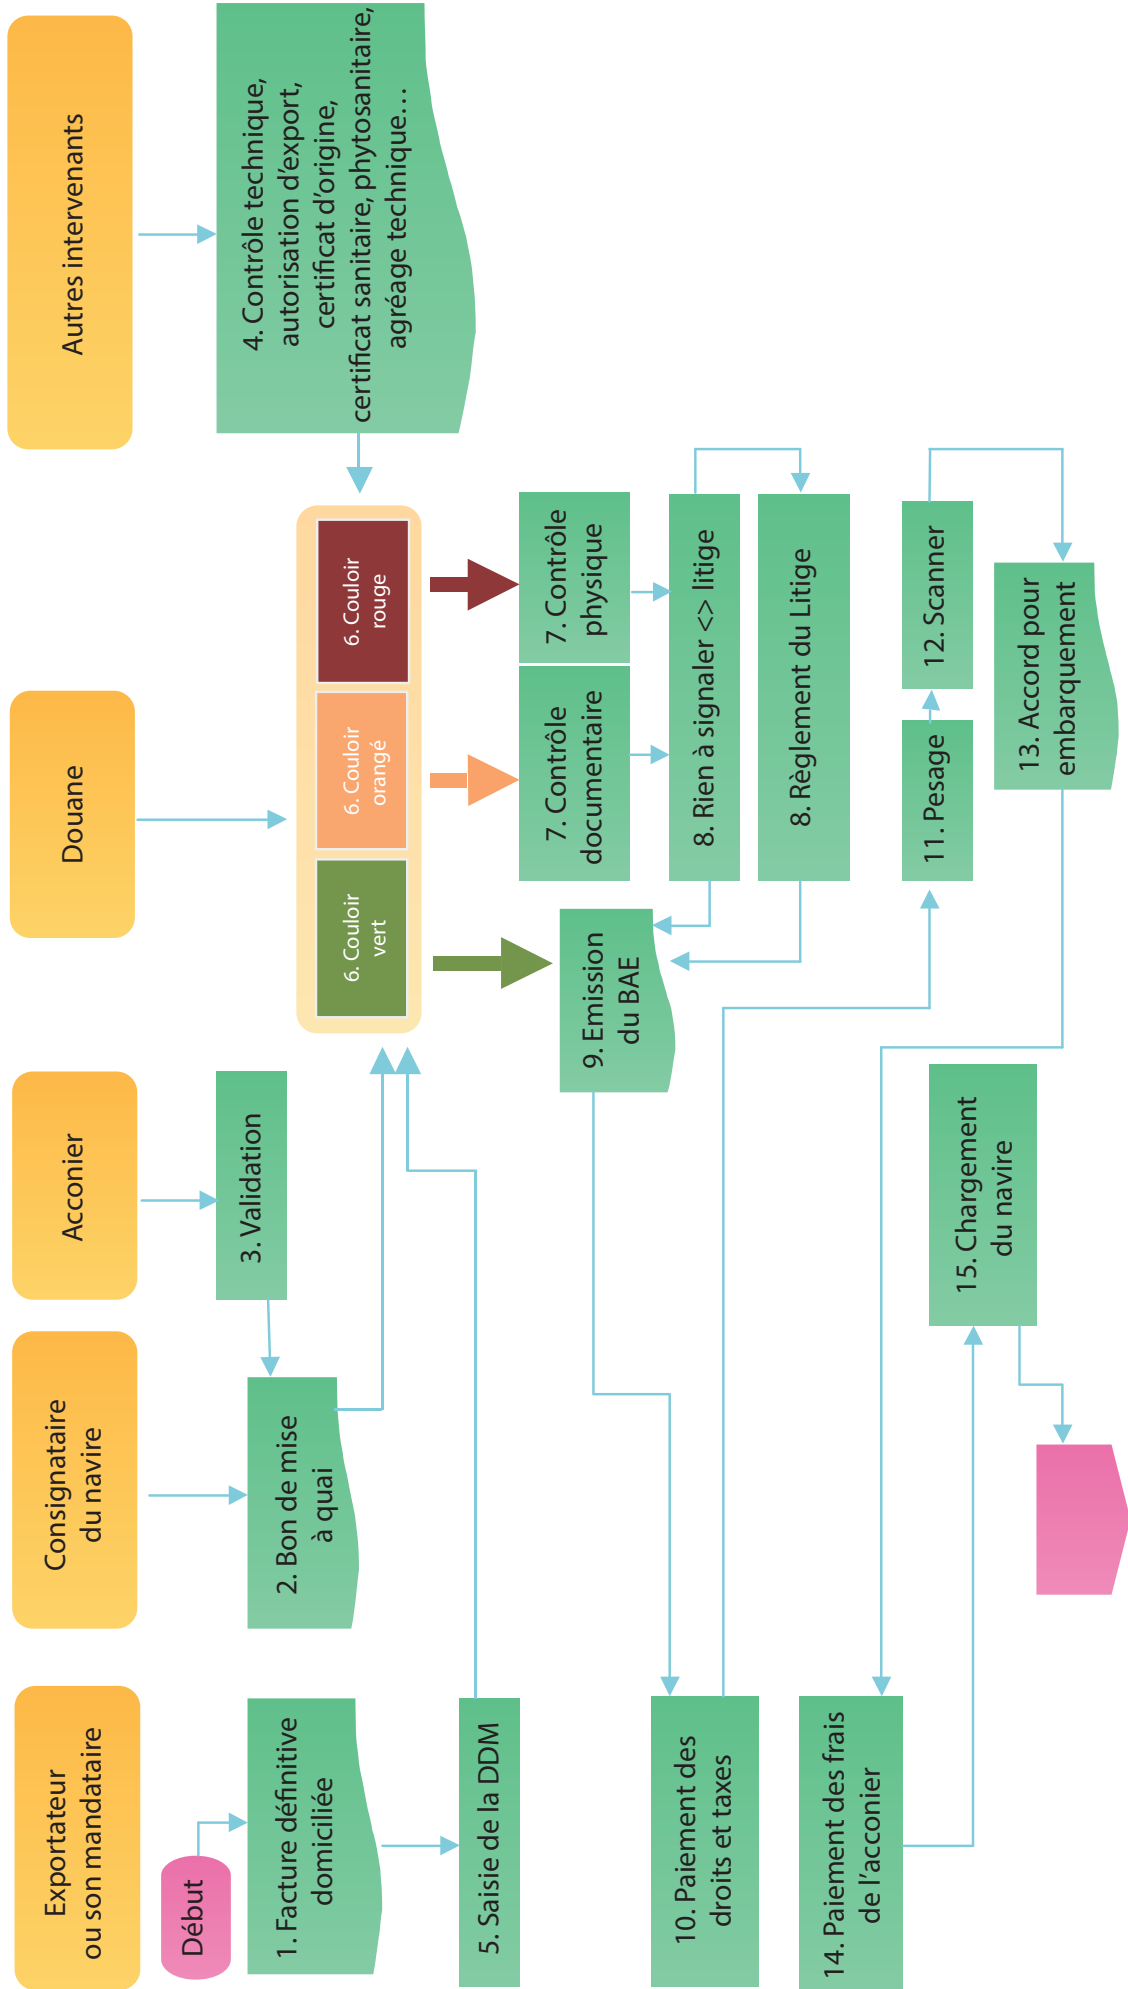 Exportateur
ou son mandataire
Consignataire
du navire
Acconier
Douane
Autres intervenants
Début
1. Facture définitive
domiciliée
2. Bon de mise
à quai
3. Validation
4. Contrôle technique,
autorisation d'export,
certificat d'origine,
certificat sanitaire, phytosanitaire,
agréage technique…
5. Saisie de la DDM
6. Couloir
vert
6. Couloir
orangé
6. Couloir
rouge
7. Contrôle
documentaire
7. Contrôle
physique
8. Rien à signaler <> litige
8. Règlement du Litige
9. Emission
du BAE
10. Paiement des
droits et taxes
11. Pesage
12. Scanner
13. Accord pour
embarquement
14. Paiement des frais
de l'acconier
15. Chargement
du navire